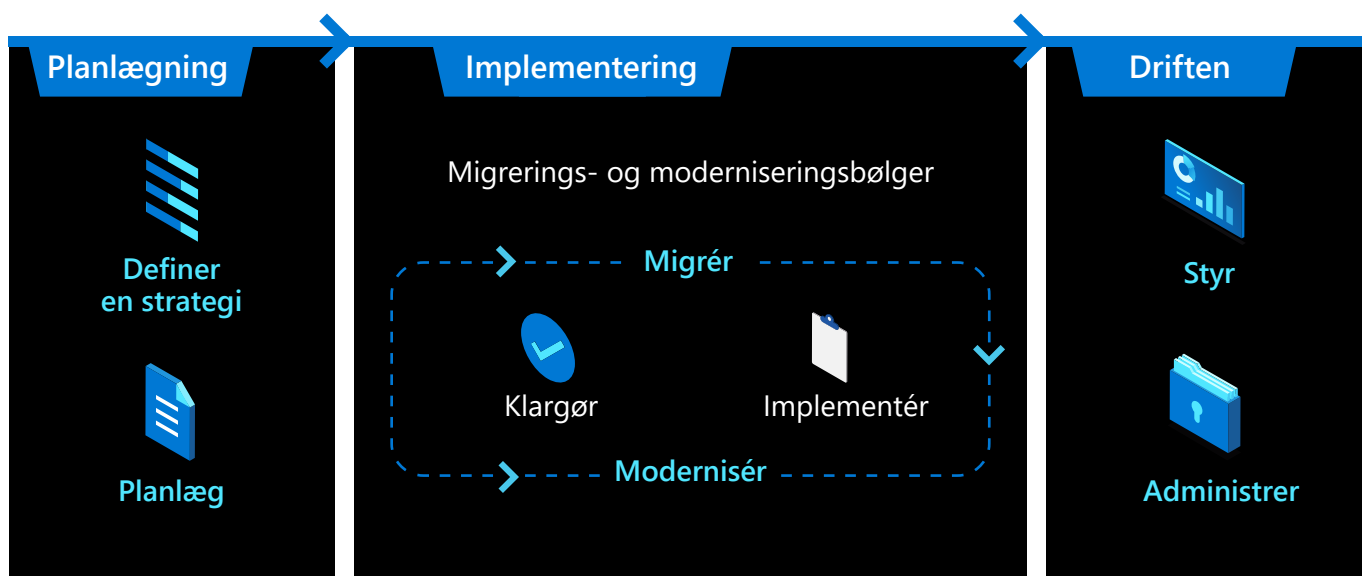 Planlægning
Definer
en strategi
Planlæg
Implementering
Migrerings- og moderniseringsbølger
Migrér
Klargør
Implementér
Modernisér
Driften
Styr
Administrer